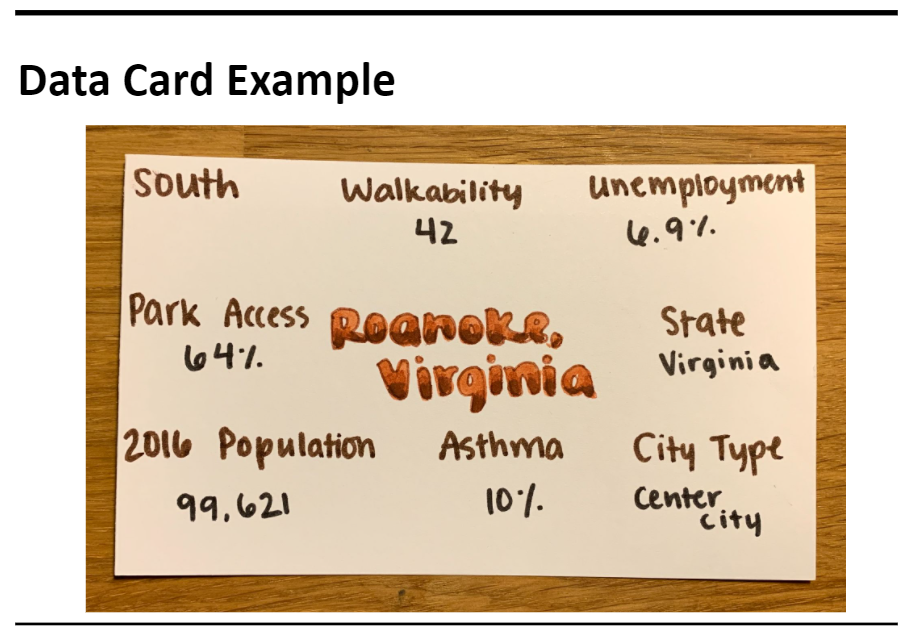 Data Card Example
South
Walkability
42
Unemployment
6.9%
Park Access
64%
Roanoke,
Virginia
State
Virginia
2016 Population
99,621
Asthma
10%
City Type
Center
City